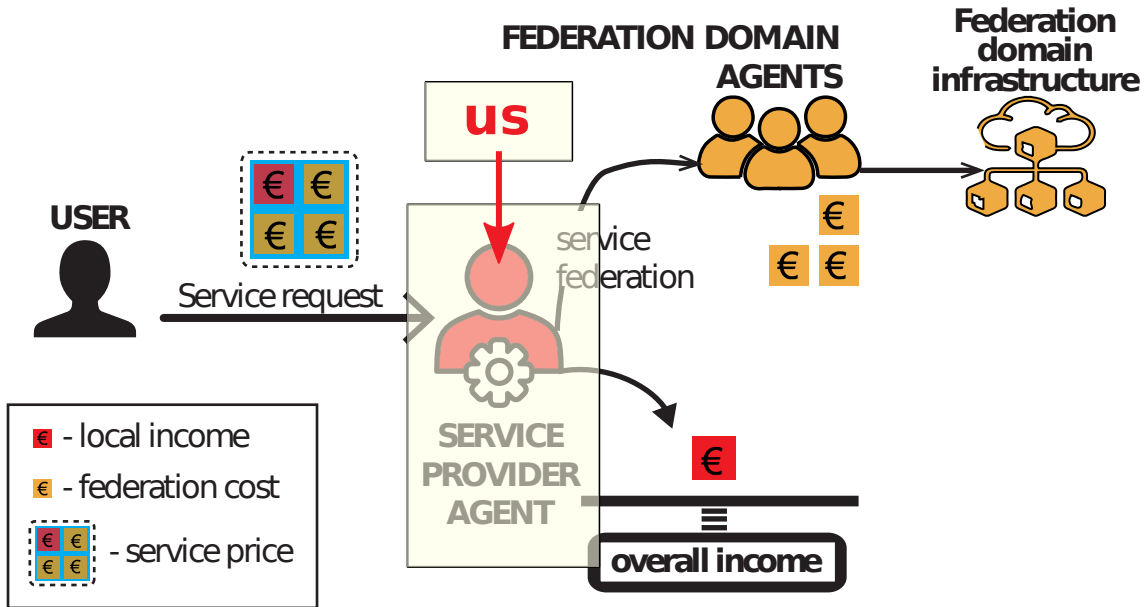 FEDERATION DOMAIN
AGENTS
Federation
domain
infrastructure
us
€ €
€ €
USER
Service request
service
federation
€
€ €
SERVICE
PROVIDER
AGENT
€
overall income
€ - local income
€ - federation cost
€ €
€ €
- service price